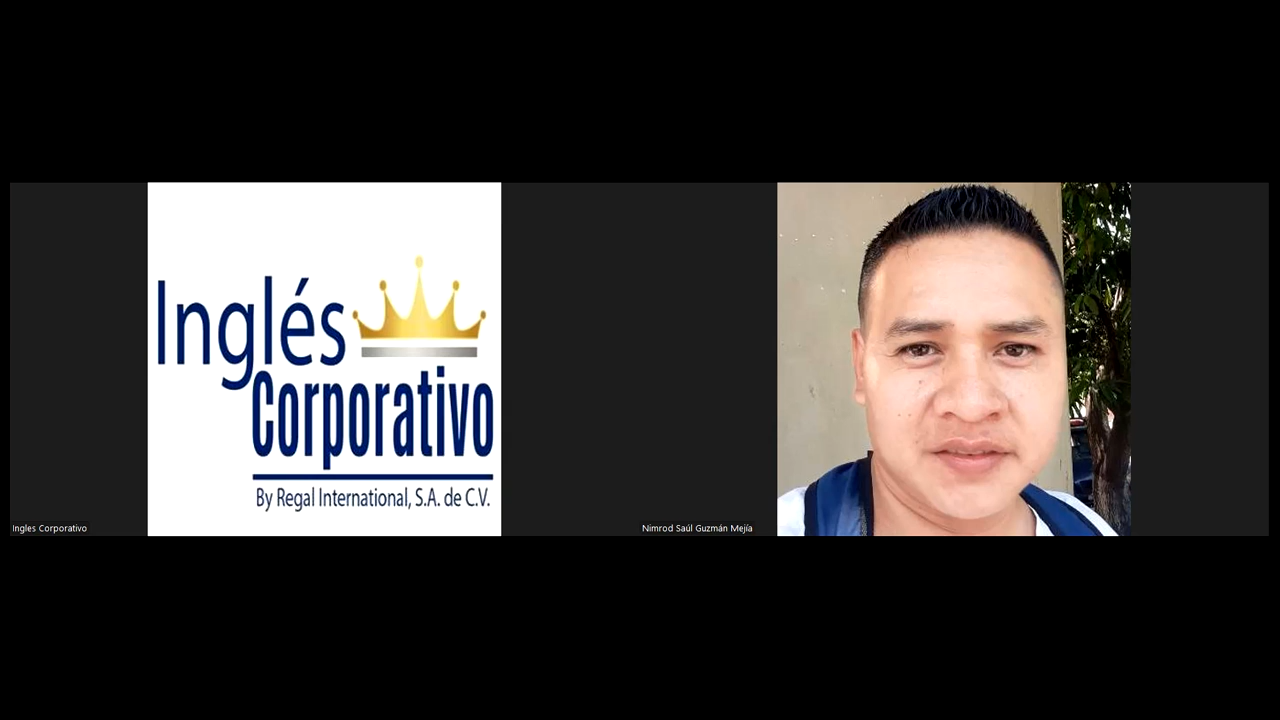 Inglés
Corporativo
By Regal International, S.A. de C.V.
Ingles Corporativo
Nimrod Saúl Guzmán Mejía